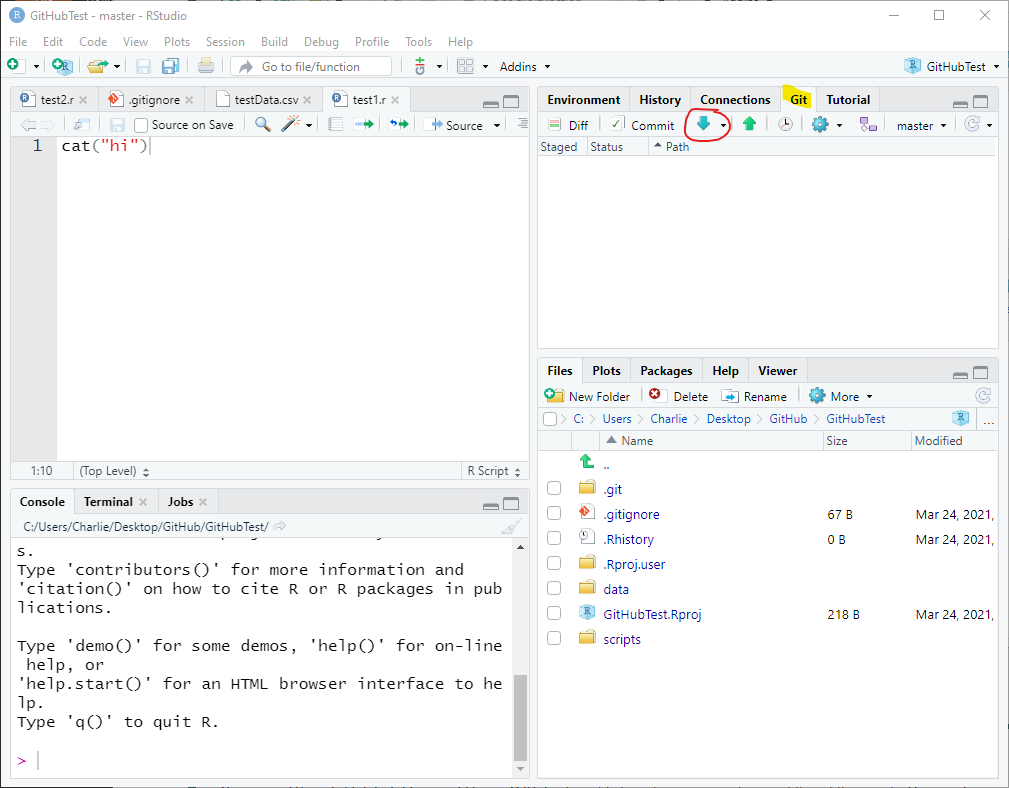 GitHubTest - master - RStudio
File Edit Code View Plots Session Build Debug Profile Tools Help
Go to file/function Addins GitHubTest
test2.r .gitignore testData.csv test1.r
Source on Save Source
1 cat("hi")
1:10 (Top Level) R Script
Console Terminal Jobs
C:/Users/Charlie/Desktop/GitHub/GitHubTest/
s.
Type 'contributors()' for more information and
'citation()' on how to cite R or R packages in pub
lications.
Type 'demo()' for some demos, 'help()' for on-line
help, or
'help.start()' for an HTML browser interface to he
lp.
Type 'q()' to quit R.
>
Environment History Connections Git Tutorial
Diff Commit master
Staged Status Path
Files Plots Packages Help Viewer
New Folder Delete Rename More
C: Users Charlie Desktop GitHub GitHubTest ...
Name Size Modified
..
.git
.gitignore 67 B Mar 24, 2021,
.Rhistory 0 B Mar 24, 2021,
.Rproj.user
data
GitHubTest.Rproj 218 B Mar 24, 2021,
scripts